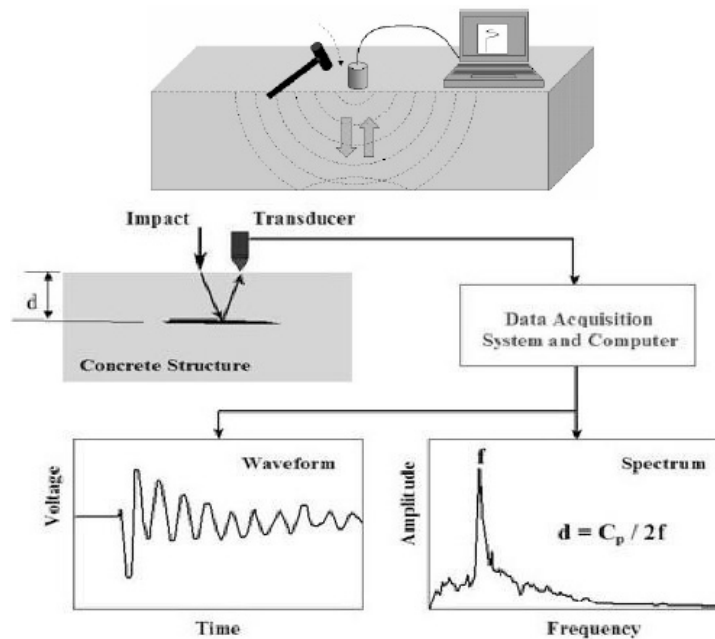 Impact
Transducer
d
Data Acquisition
System and Computer
Concrete Structure
Waveform
Voltage
Time
f
Spectrum
Amplitude
d = Cₚ / 2f
Frequency